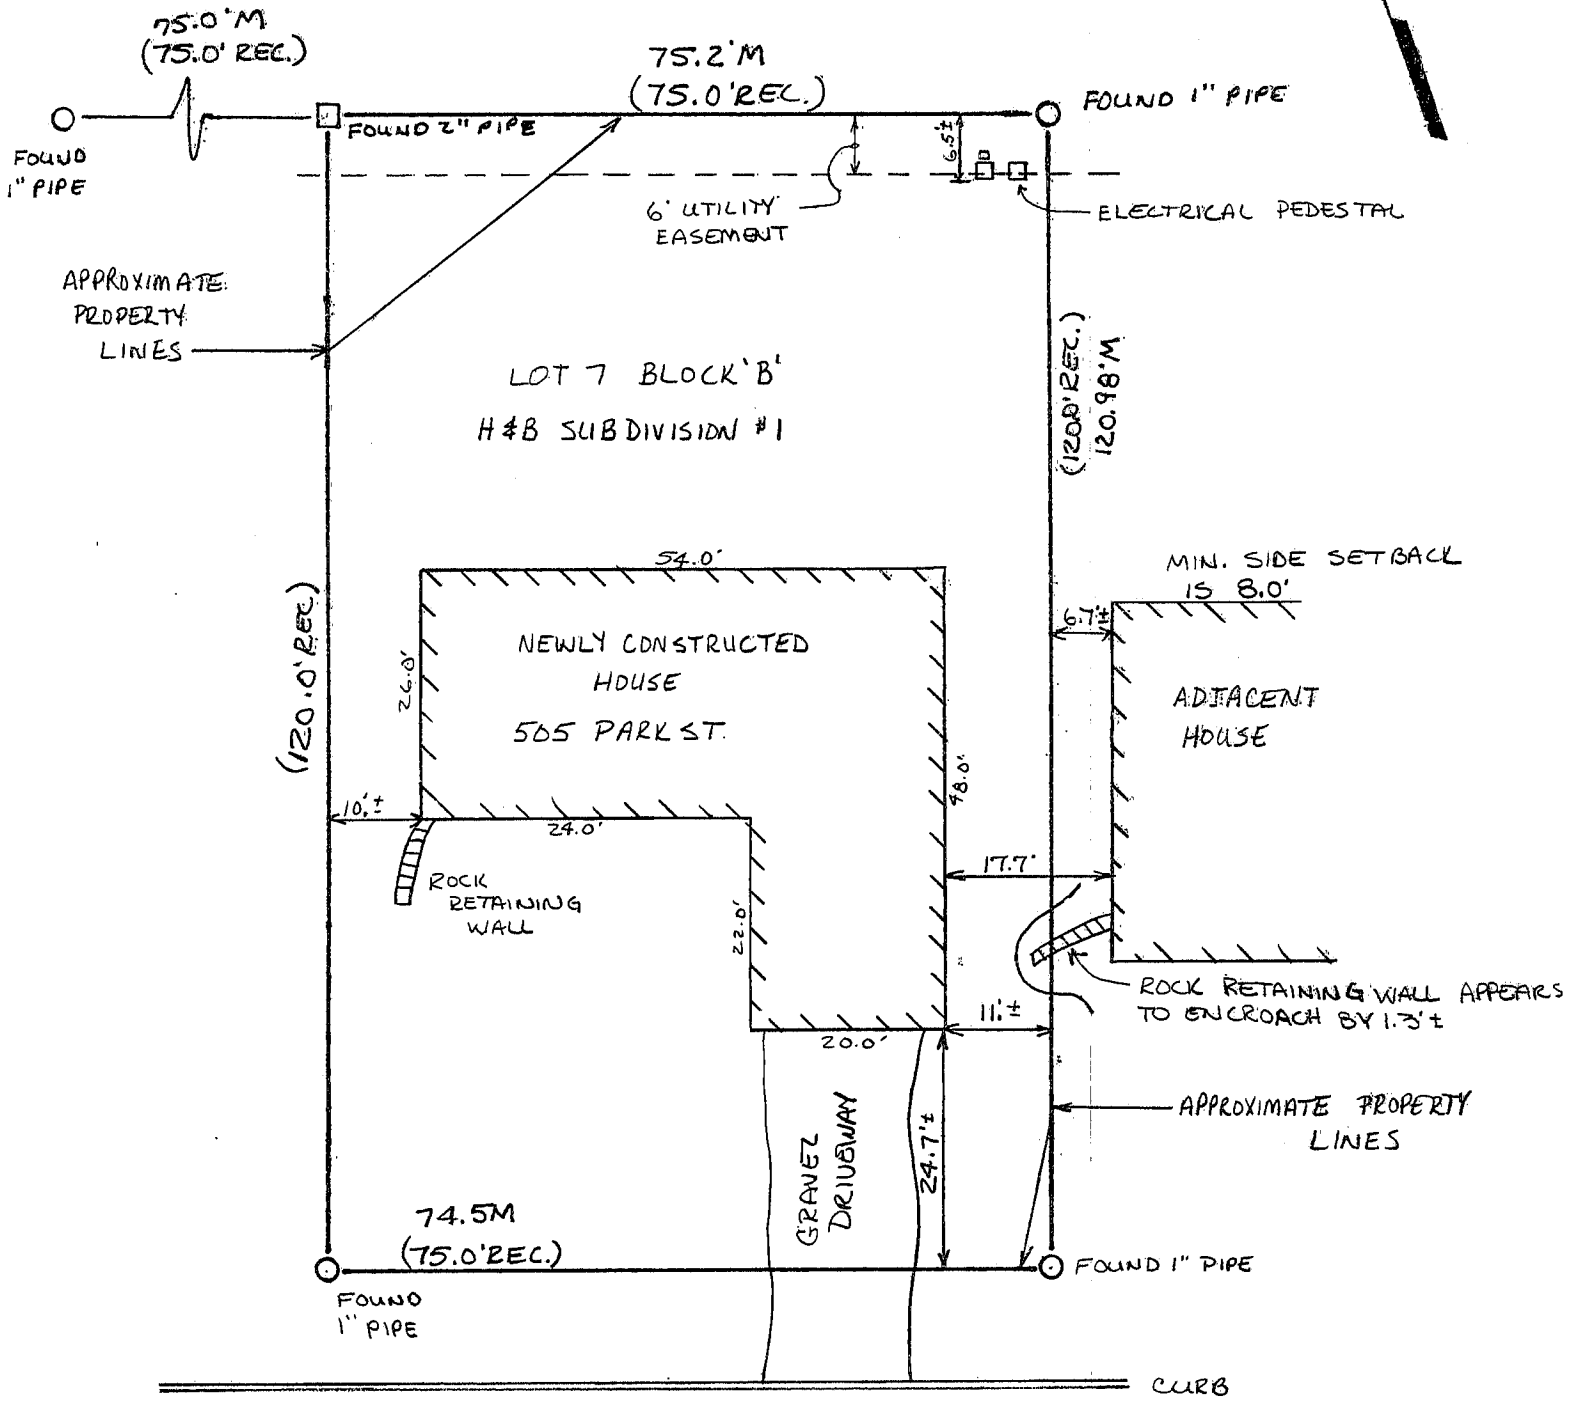 75.0'M
(75.0' REC.)
75.2'M
(75.0'REC.)
FOUND 1" PIPE
FOUND 2" PIPE
FOUND
1" PIPE
6.5'±
6' UTILITY
EASEMENT
ELECTRICAL PEDESTAL
APPROXIMATE
PROPERTY
LINES
LOT 7 BLOCK 'B'
H&B SUBDIVISION #1
(120.0'REC.)
120.98'M
54.0'
MIN. SIDE SETBACK
IS 8.0'
6.7'±
NEWLY CONSTRUCTED
HOUSE
505 PARK ST.
26.0'
(120.0'REC)
ADJACENT
HOUSE
48.0'
10'±
24.0'
17.7'
ROCK
RETAINING
WALL
22.0'
ROCK RETAINING WALL APPEARS
TO ENCROACH BY 1.3'±
11'±
20.0'
GRAVEL
DRIVEWAY
24.7'±
APPROXIMATE PROPERTY
LINES
74.5M
(75.0'REC.)
FOUND 1" PIPE
FOUND
1" PIPE
CURB